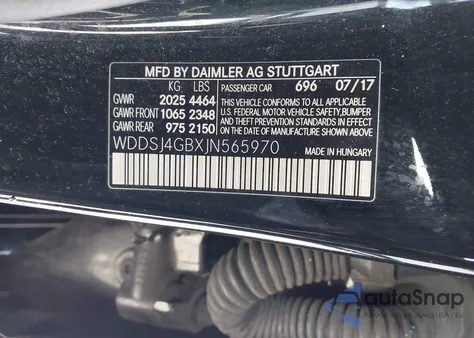 MFD BY DAIMLER AG STUTTGART
KG LBS
GVWR 2025 4464
GAWR FRONT 1065 2348
GAWR REAR 975 2150
PASSENGER CAR 696 07/17
THIS VEHICLE CONFORMS TO ALL APPLICABLE
U.S. FEDERAL MOTOR VEHICLE SAFETY, BUMPER
AND THEFT PREVENTION STANDARDS IN EFFECT ON THE
DATE OF MANUFACTURE SHOWN ABOVE.
WDDSJ4GBXJN565970
MADE IN HUNGARY
AutaSnap